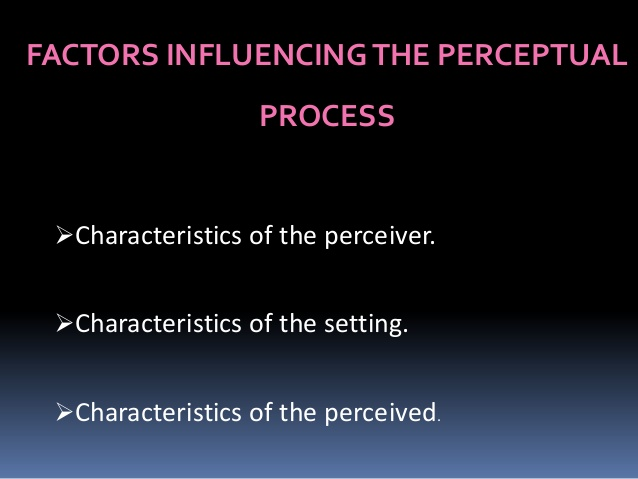 FACTORS INFLUENCING THE PERCEPTUAL
PROCESS
➢Characteristics of the perceiver.
➢Characteristics of the setting.
➢Characteristics of the perceived.